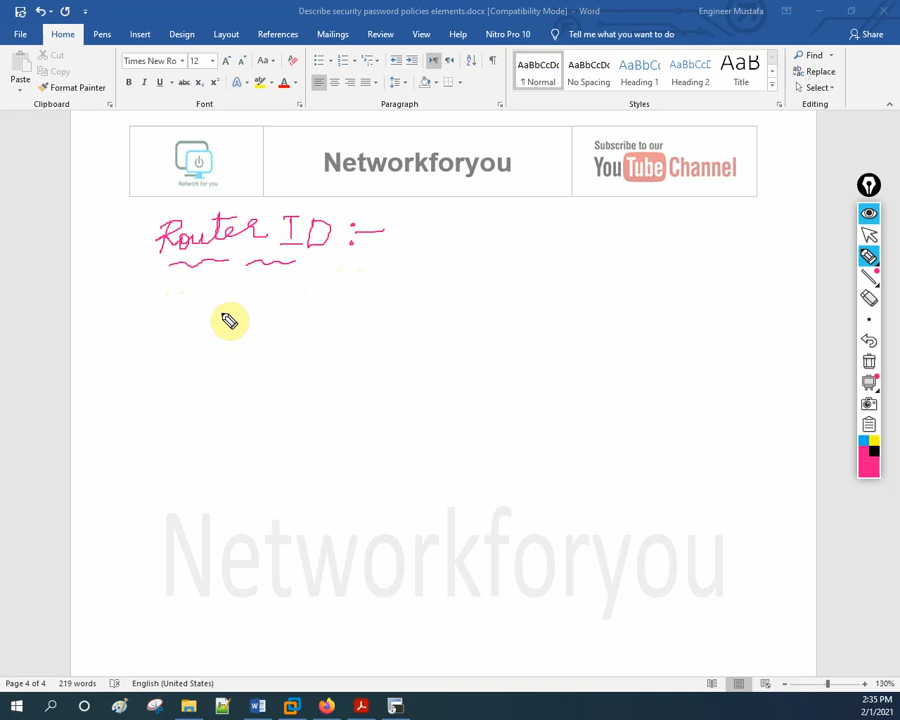 Describe security password policies elements.docx [Compatibility Mode] - Word
Engineer Mustafa
File Home Pens Insert Design Layout References Mailings Review View Help Nitro Pro 10 Tell me what you want to do Share
Paste
Cut
Copy
Format Painter
Clipboard
Times New Ro 12
Font
Paragraph
AaBbCcDc AaBbCcDc AaBbCc AaBbCcD AaB
¶ Normal No Spacing Heading 1 Heading 2 Title
Styles
Find
Replace
Select
Editing
Network for you
Networkforyou
Subscribe to our
YouTube Channel
Router ID :-
Networkforyou
Page 4 of 4 219 words English (United States) 130%
2:35 PM
2/1/2021